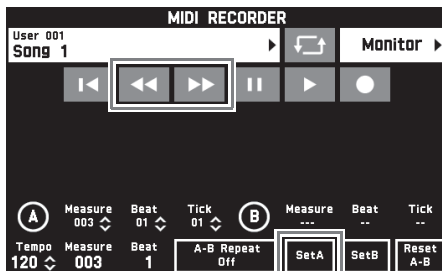 MIDI RECORDER
User 001
Song 1
Monitor
A Measure Beat Tick B Measure Beat Tick
003 01 01 --- -- --
Tempo Measure Beat A-B Repeat SetA SetB Reset
120 003 1 Off A-B